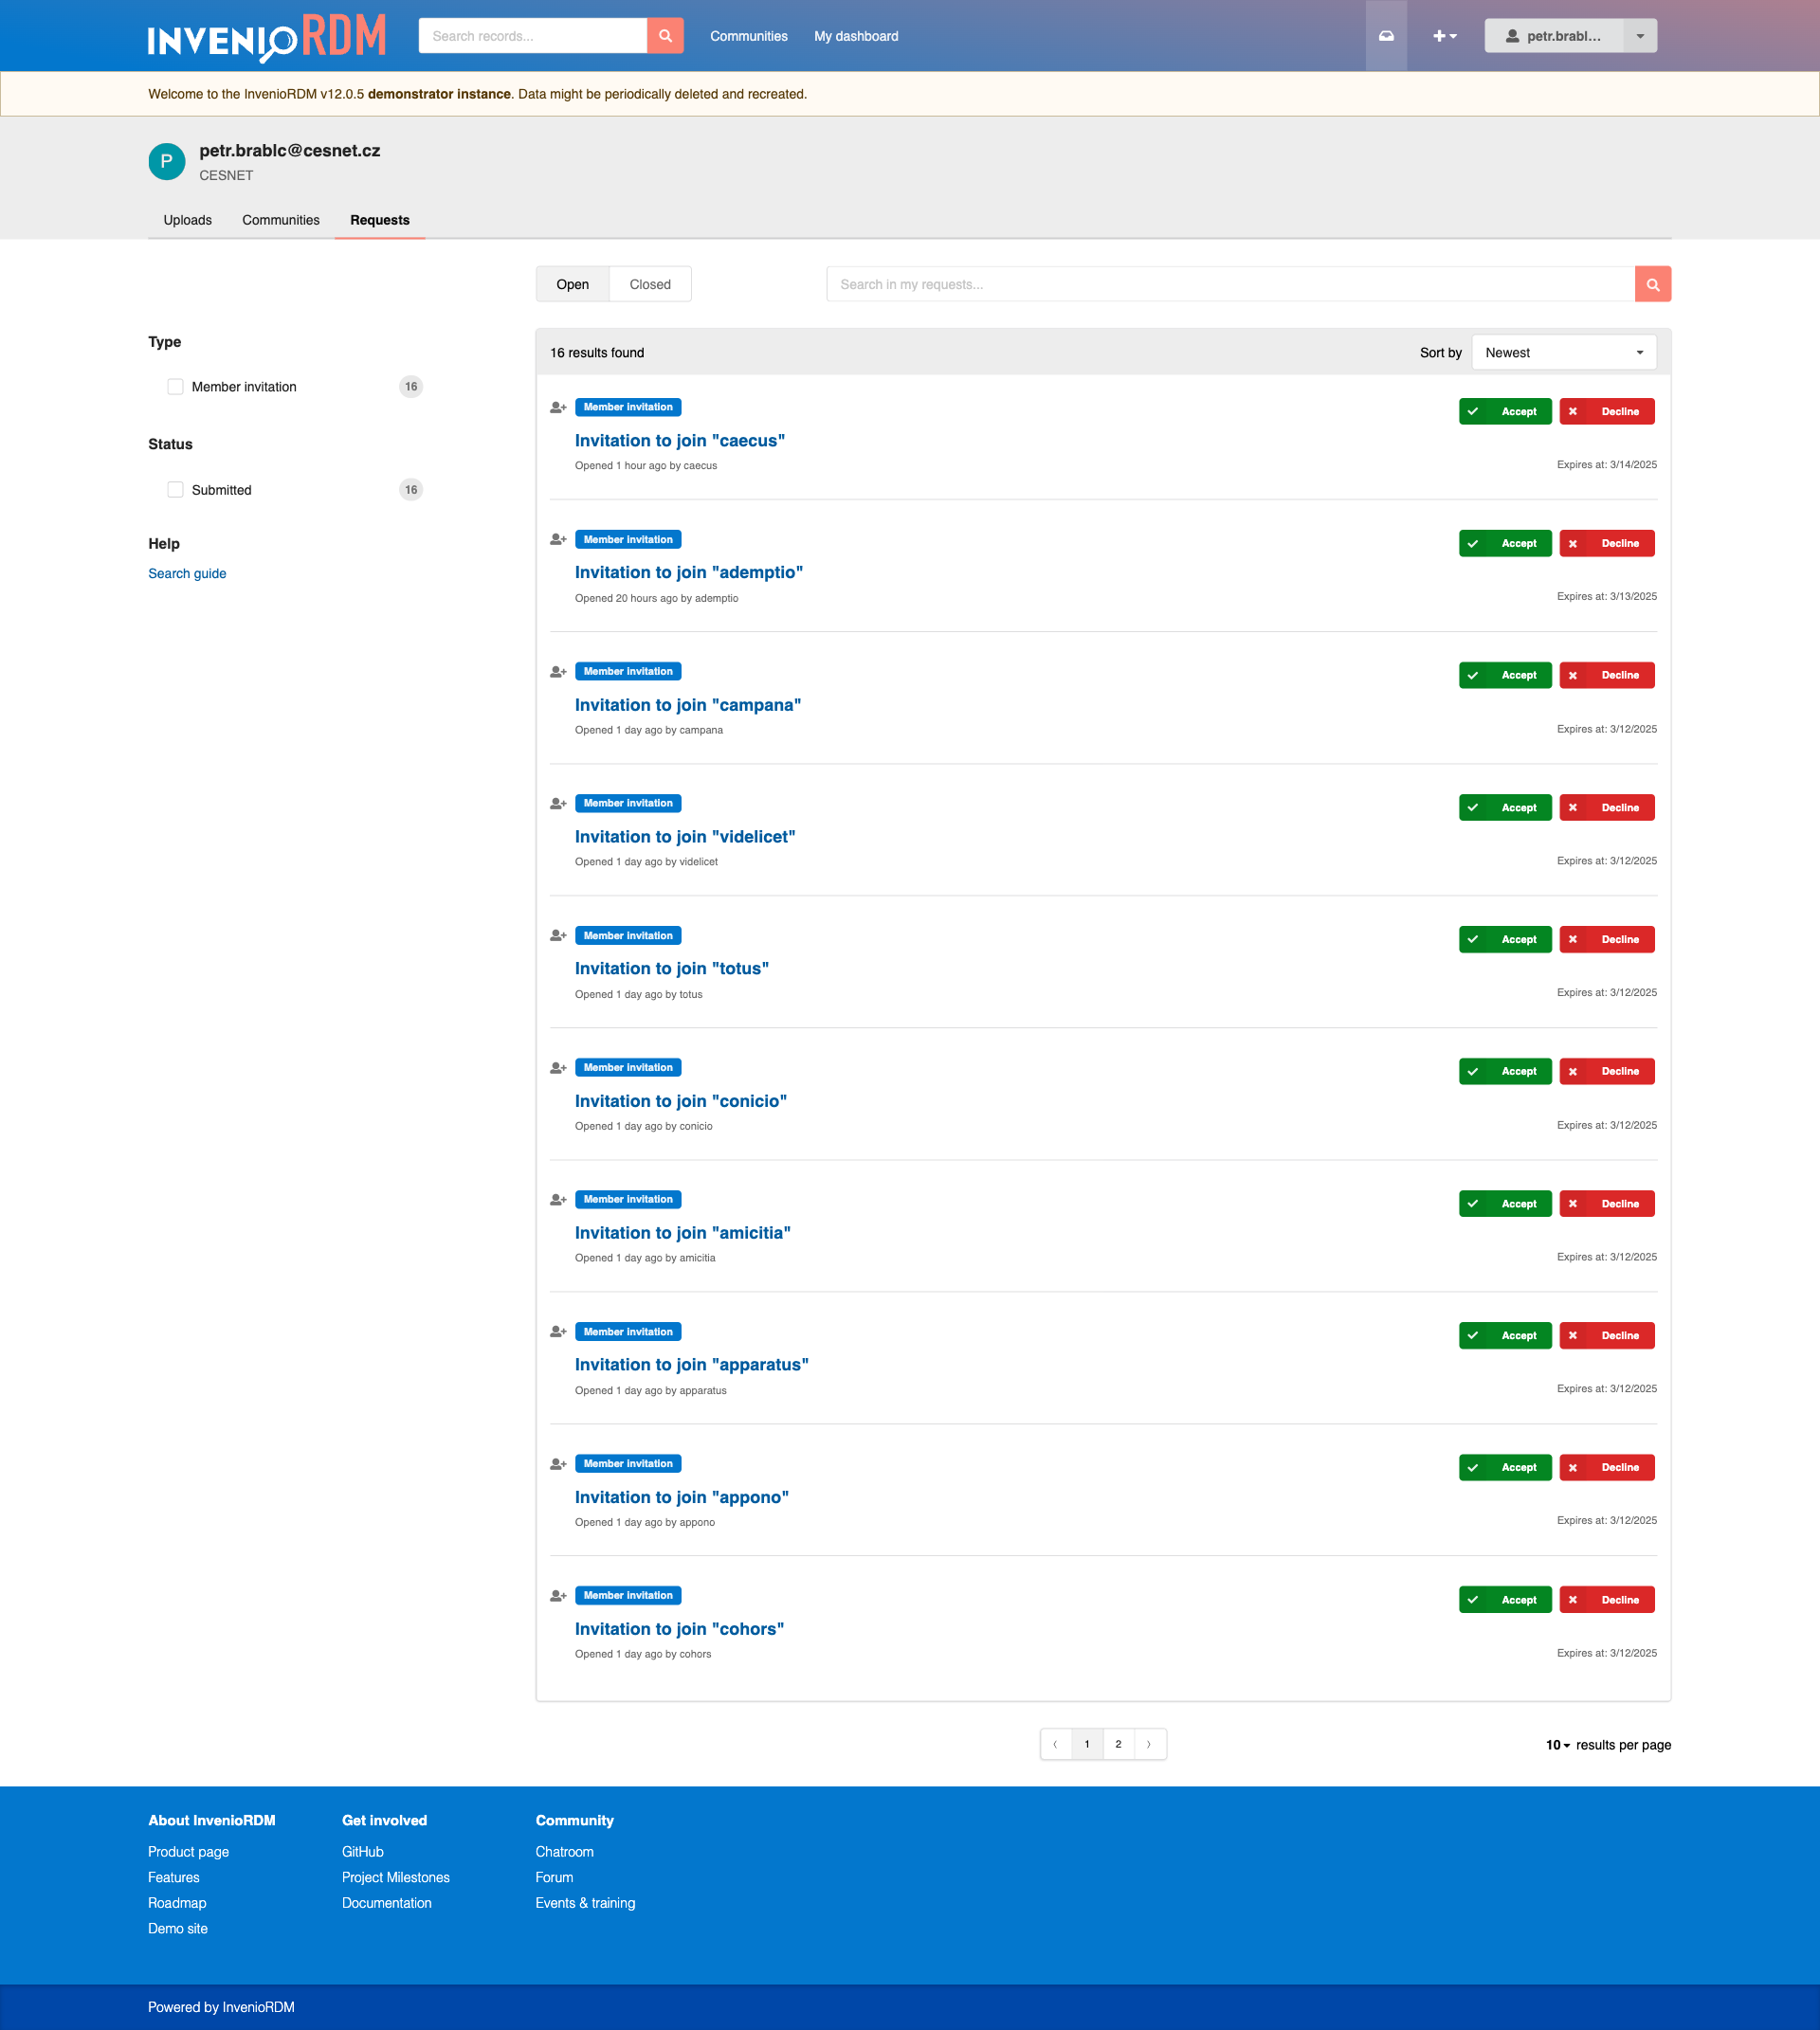 INVENIO RDM
Search records...
Communities
My dashboard
petr.brabl...
Welcome to the InvenioRDM v12.0.5 demonstrator instance. Data might be periodically deleted and recreated.
P
petr.brablc@cesnet.cz
CESNET
Uploads
Communities
Requests
Open
Closed
Search in my requests...
Type
Member invitation
16
Status
Submitted
16
Help
Search guide
16 results found
Sort by
Newest
Member invitation
Accept
Decline
Invitation to join "caecus"
Opened 1 hour ago by caecus
Expires at: 3/14/2025
Member invitation
Accept
Decline
Invitation to join "ademptio"
Opened 20 hours ago by ademptio
Expires at: 3/13/2025
Member invitation
Accept
Decline
Invitation to join "campana"
Opened 1 day ago by campana
Expires at: 3/12/2025
Member invitation
Accept
Decline
Invitation to join "videlicet"
Opened 1 day ago by videlicet
Expires at: 3/12/2025
Member invitation
Accept
Decline
Invitation to join "totus"
Opened 1 day ago by totus
Expires at: 3/12/2025
Member invitation
Accept
Decline
Invitation to join "conicio"
Opened 1 day ago by conicio
Expires at: 3/12/2025
Member invitation
Accept
Decline
Invitation to join "amicitia"
Opened 1 day ago by amicitia
Expires at: 3/12/2025
Member invitation
Accept
Decline
Invitation to join "apparatus"
Opened 1 day ago by apparatus
Expires at: 3/12/2025
Member invitation
Accept
Decline
Invitation to join "appono"
Opened 1 day ago by appono
Expires at: 3/12/2025
Member invitation
Accept
Decline
Invitation to join "cohors"
Opened 1 day ago by cohors
Expires at: 3/12/2025
1
2
10 results per page
About InvenioRDM
Product page
Features
Roadmap
Demo site
Get involved
GitHub
Project Milestones
Documentation
Community
Chatroom
Forum
Events & training
Powered by InvenioRDM